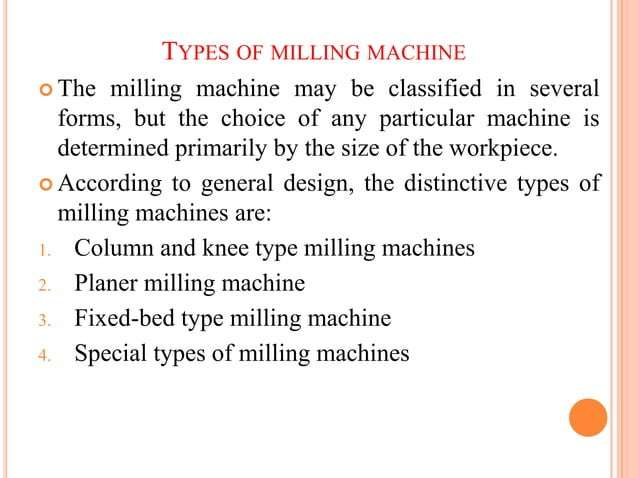 TYPES OF MILLING MACHINE
The milling machine may be classified in several
forms, but the choice of any particular machine is
determined primarily by the size of the workpiece.
According to general design, the distinctive types of
milling machines are:
1. Column and knee type milling machines
2. Planer milling machine
3. Fixed-bed type milling machine
4. Special types of milling machines